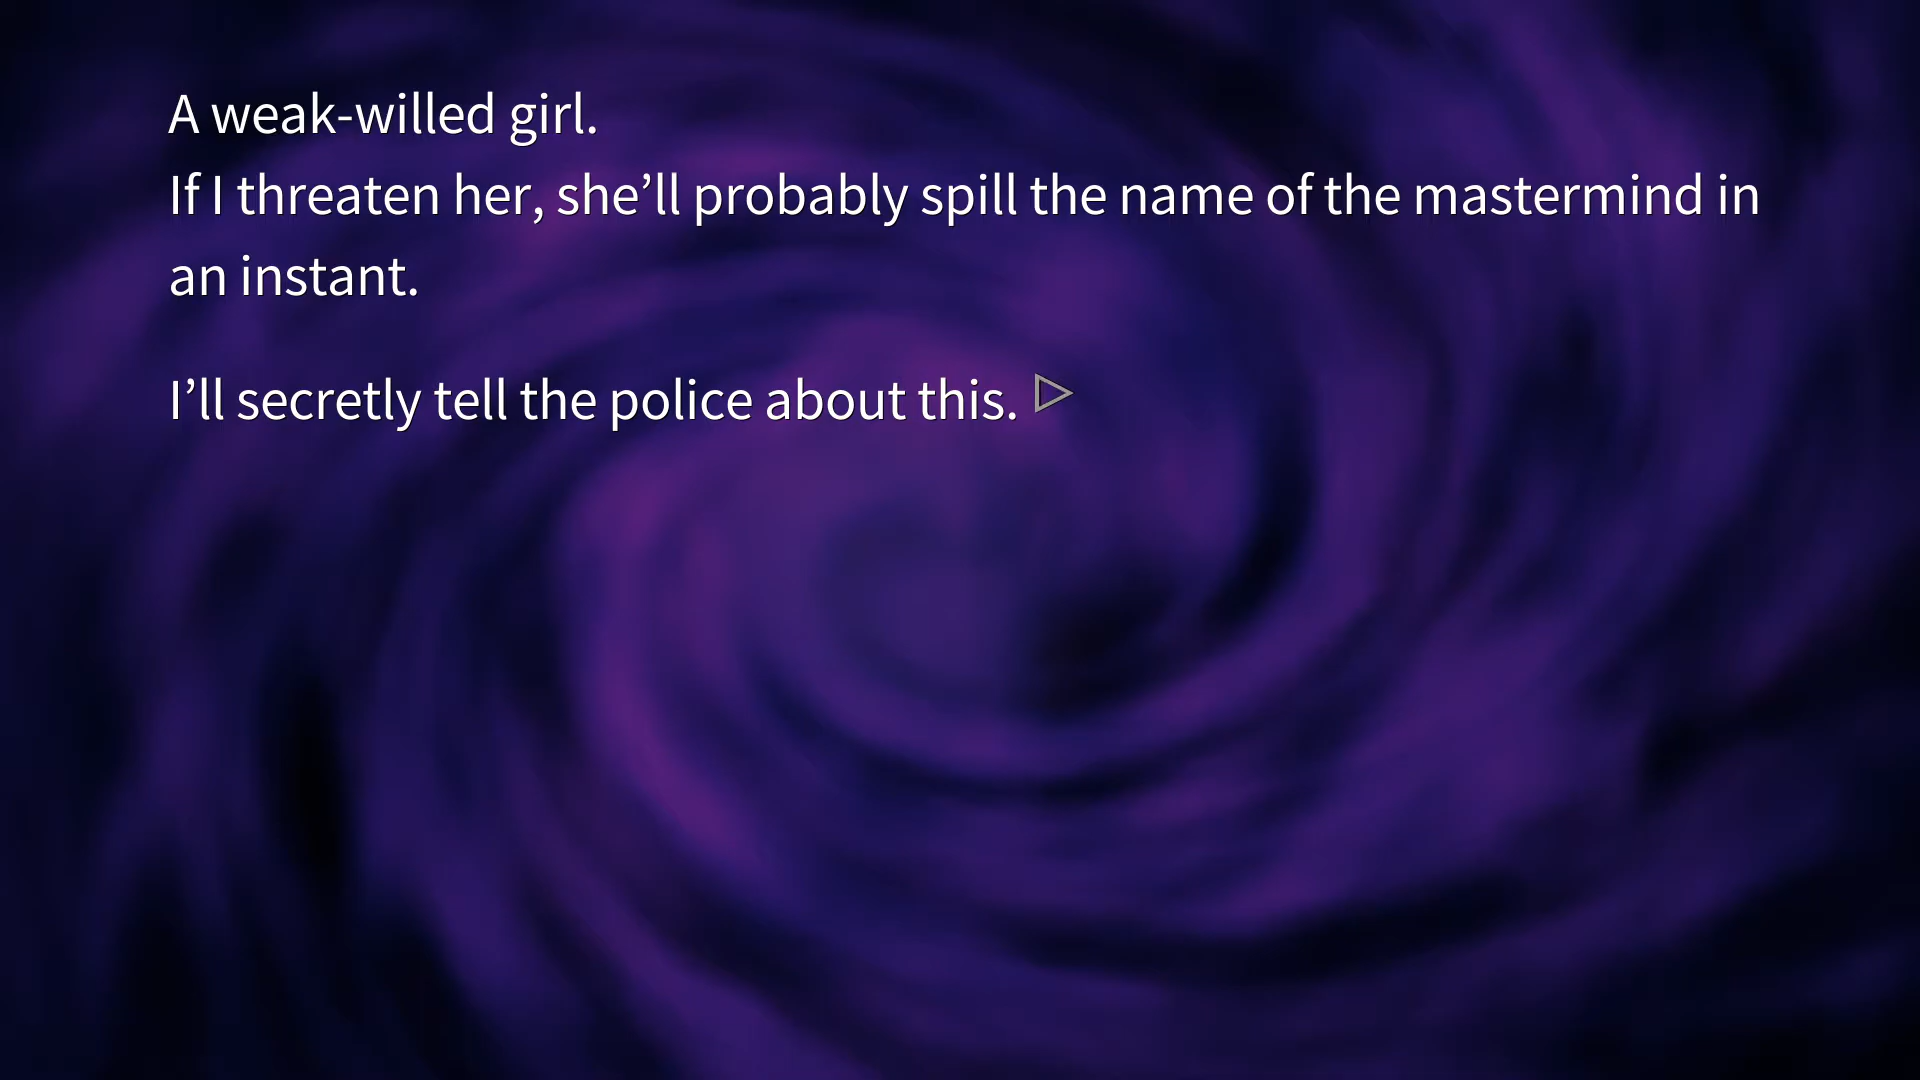 A weak-willed girl.
If I threaten her, she’ll probably spill the name of the mastermind in
an instant.
I’ll secretly tell the police about this.